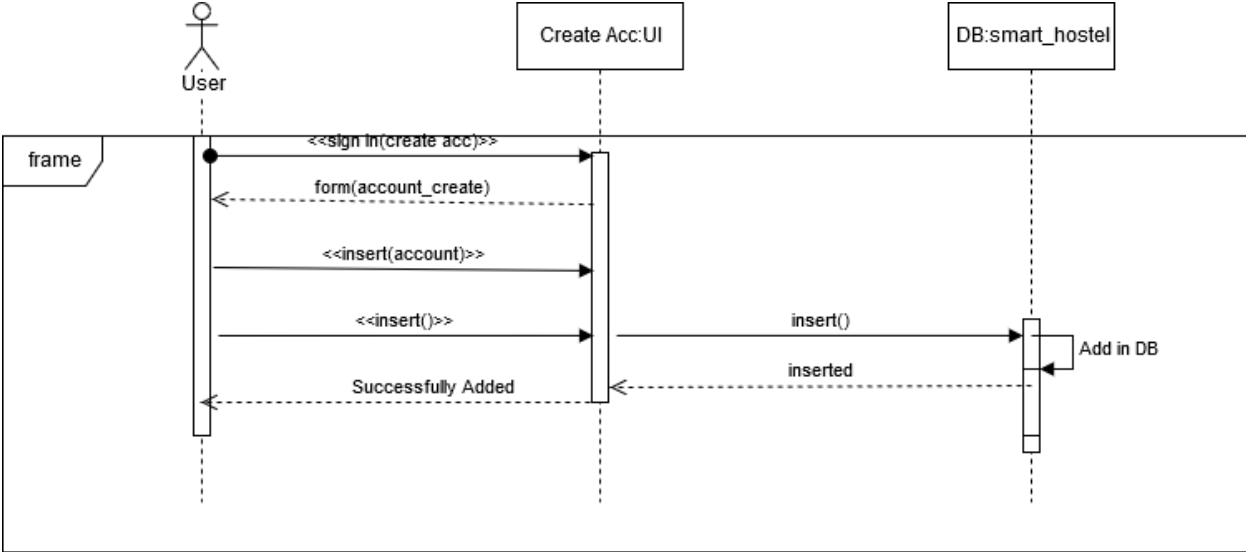 User
Create Acc:UI
DB:smart_hostel
frame
<<sign in(create acc)>>
form(account_create)
<<insert(account)>>
<<insert()>>
insert()
Add in DB
inserted
Successfully Added